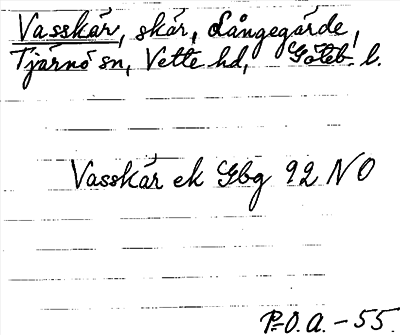 Vasskär, skär, Långegärde,
Tjärnö sn, Vette hd, Göteb. l.
Vasskär ek Gbg 92 NO
P-O.A. -55.